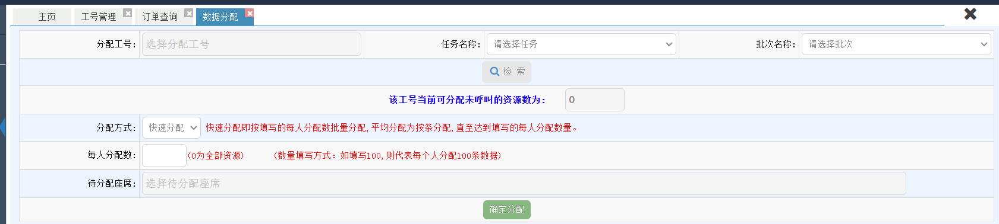 主页 工号管理 订单查询 数据分配
分配工号: 选择分配工号 任务名称: 请选择任务 批次名称: 请选择批次
检 索
该工号当前可分配未呼叫的资源数为: 0
分配方式: 快速分配 快速分配即按填写的每人分配数批量分配,平均分配为按条分配,直至达到填写的每人分配数量。
每人分配数: (0为全部资源) (数量填写方式: 如填写100,则代表每个人分配100条数据)
待分配座席: 选择待分配座席
确定分配